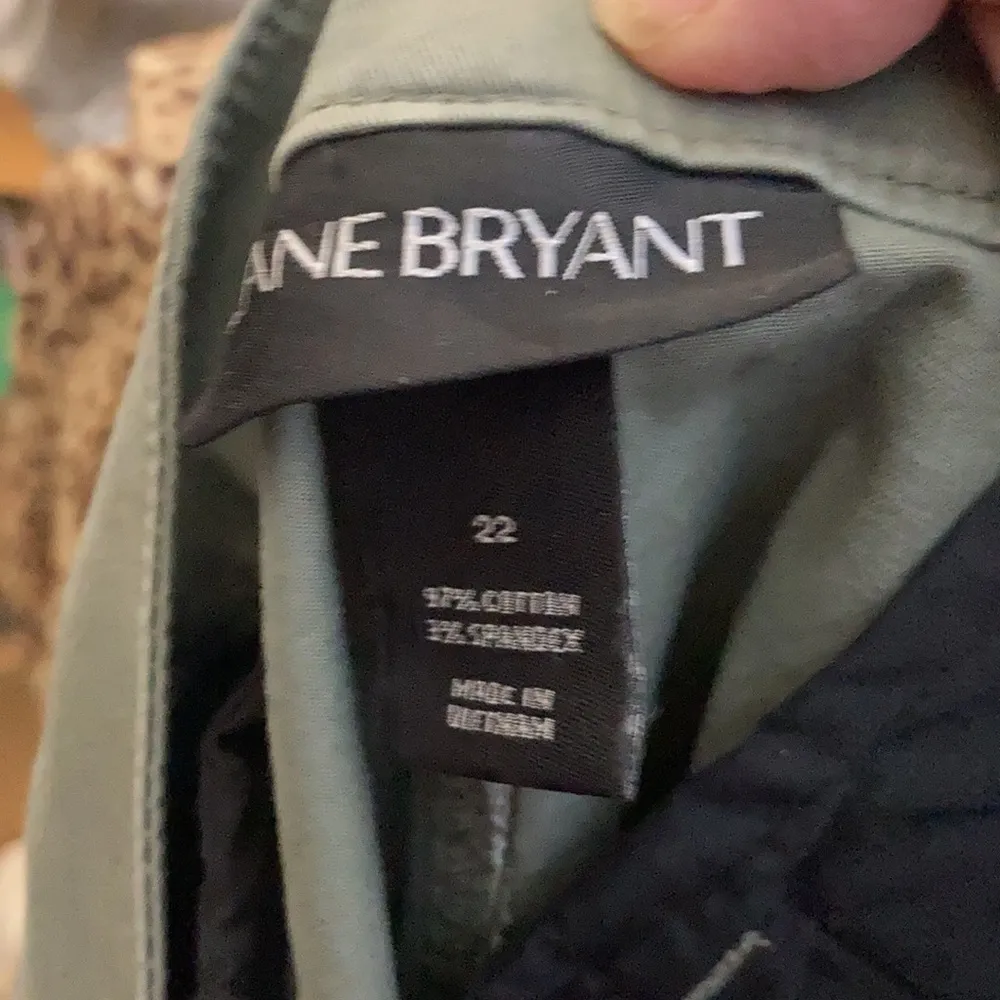 ANE BRYANT
22
97% COTTON
3% SPANDEX
MADE IN
VIETNAM